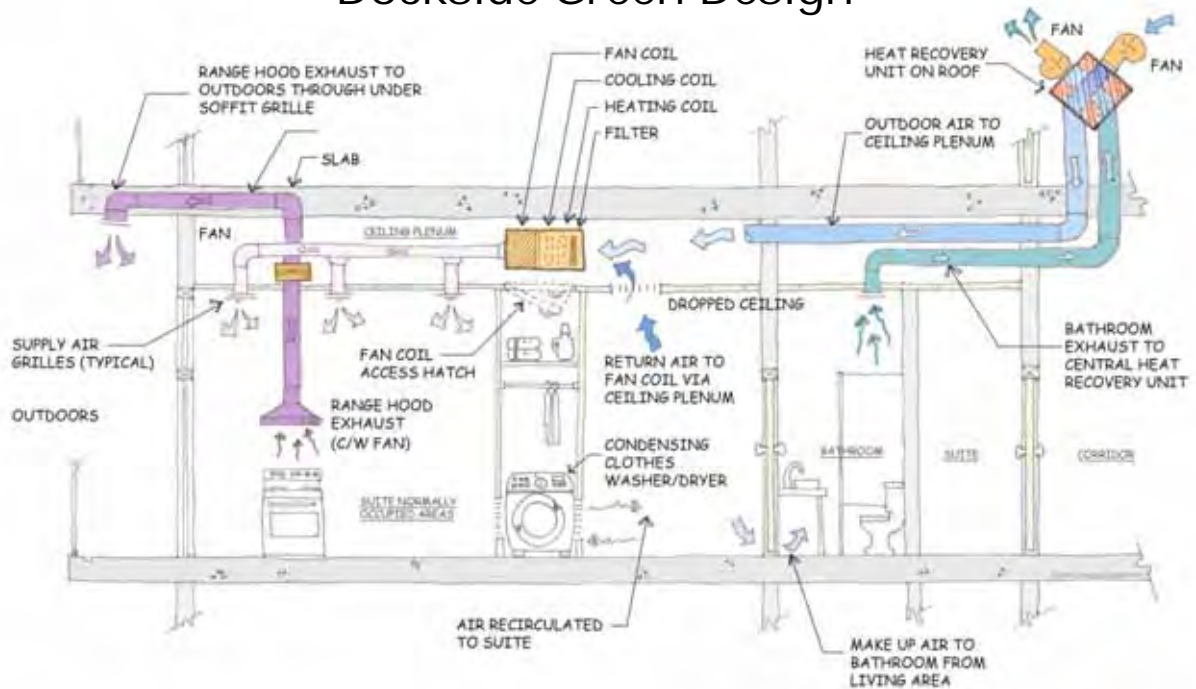 Dockside Green Design
FAN
FAN
HEAT RECOVERY
UNIT ON ROOF
FAN COIL
COOLING COIL
HEATING COIL
FILTER
RANGE HOOD EXHAUST TO
OUTDOORS THROUGH UNDER
SOFFIT GRILLE
OUTDOOR AIR TO
CEILING PLENUM
SLAB
FAN
CEILING PLENUM
DROPPED CEILING
SUPPLY AIR
GRILLES (TYPICAL)
FAN COIL
ACCESS HATCH
RETURN AIR TO
FAN COIL VIA
CEILING PLENUM
BATHROOM
EXHAUST TO
CENTRAL HEAT
RECOVERY UNIT
OUTDOORS
RANGE HOOD
EXHAUST
(C/W FAN)
CONDENSING
CLOTHES
WASHER/DRYER
BATHROOM
SUITE
CORRIDOR
SUITE NORMALLY
OCCUPIED AREAS
AIR RECIRCULATED
TO SUITE
MAKE UP AIR TO
BATHROOM FROM
LIVING AREA